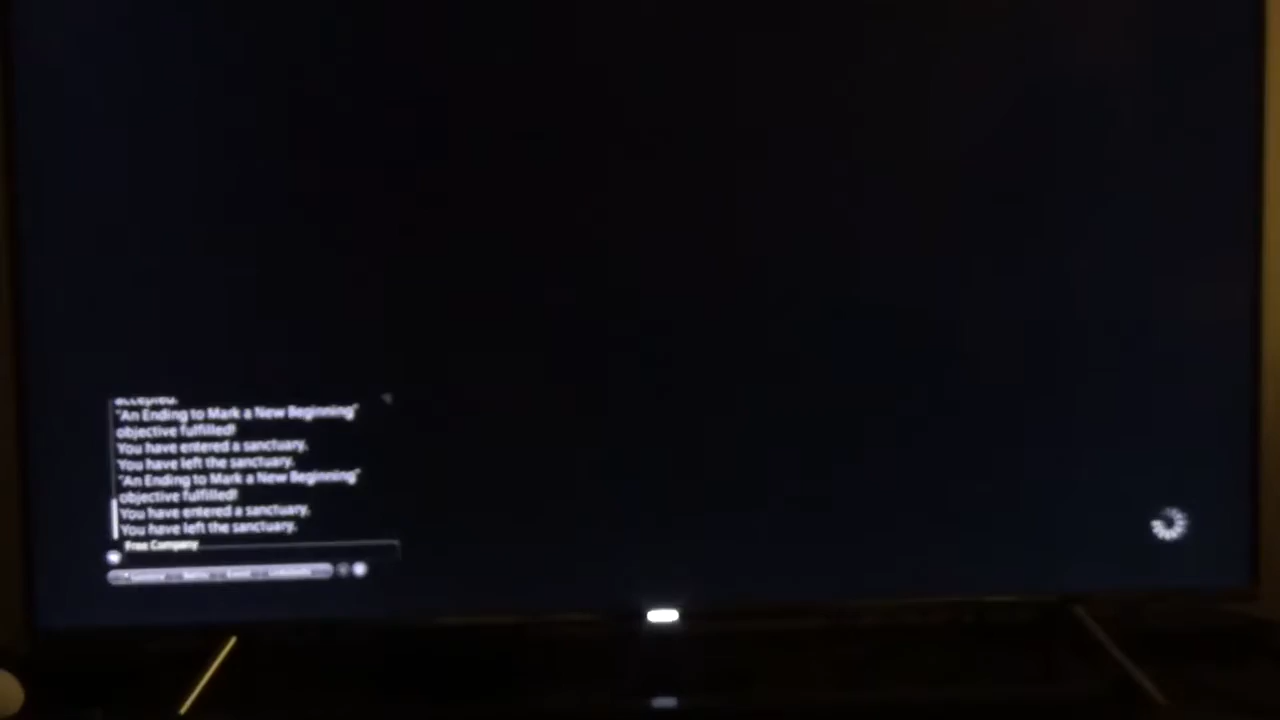 accepted.
"An Ending to Mark a New Beginning"
objective fulfilled!
You have entered a sanctuary.
You have left the sanctuary.
"An Ending to Mark a New Beginning"
objective fulfilled!
You have entered a sanctuary.
You have left the sanctuary.
Free Company